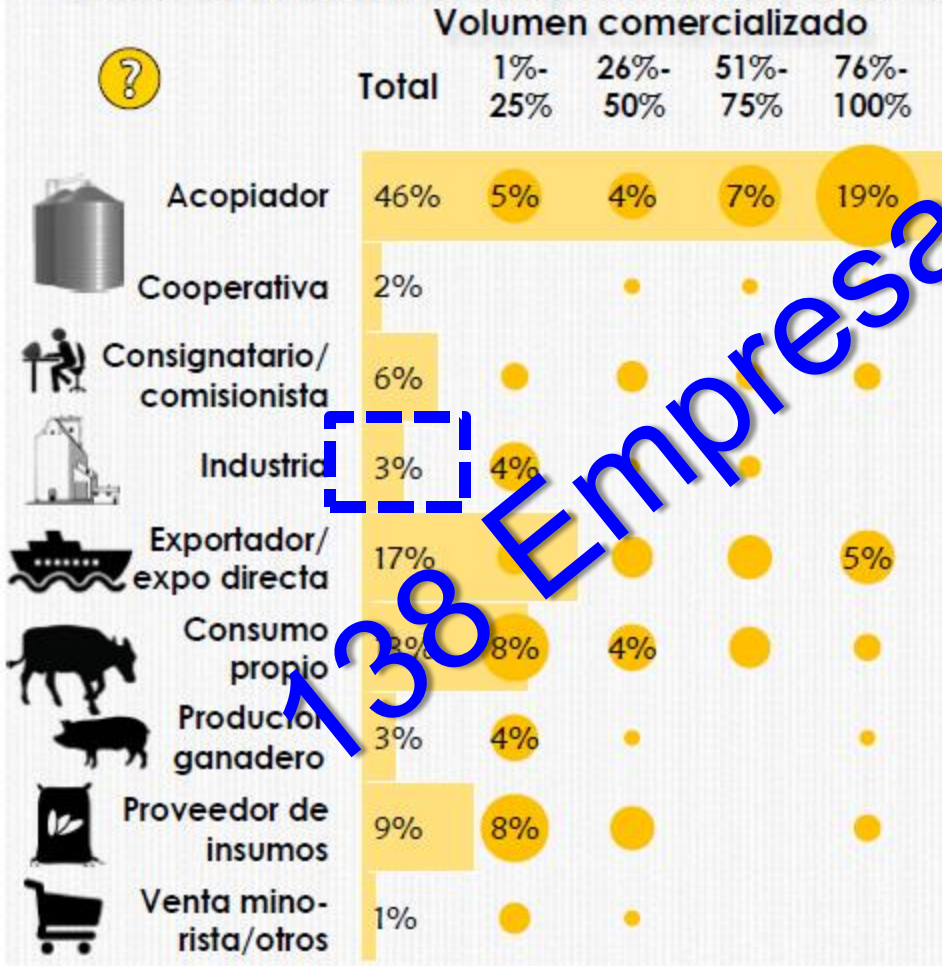 Volumen comercializado
Total 1%-25% 26%-50% 51%-75% 76%-100%
?
Acopiador 46% 5% 4% 7% 19%
Cooperativa 2%
Consignatario/
comisionista 6%
Industria 3% 4%
Exportador/
expo directa 17% 5%
Consumo
propio 8% 4%
Productor
ganadero 3% 4%
Proveedor de
insumos 9% 8%
Venta mino-
rista/otros 1%
138 Empresa